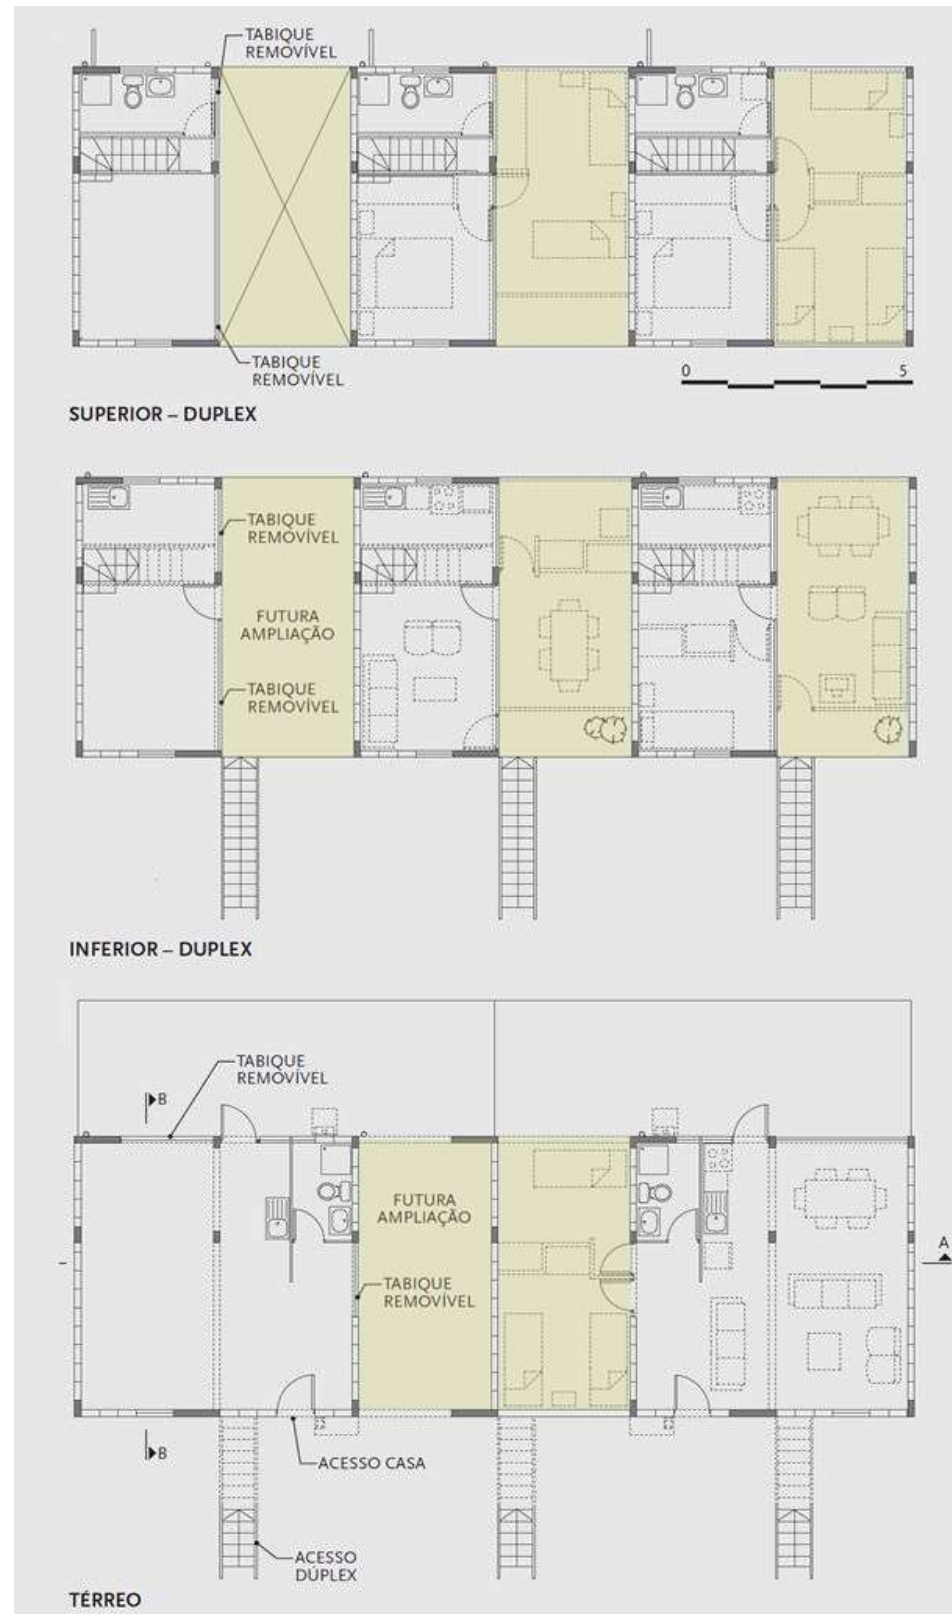 TABIQUE
REMOVÍVEL
TABIQUE
REMOVÍVEL
0 5
SUPERIOR – DUPLEX
TABIQUE
REMOVÍVEL
FUTURA
AMPLIAÇÃO
TABIQUE
REMOVÍVEL
INFERIOR – DUPLEX
TABIQUE
REMOVÍVEL
B
FUTURA
AMPLIAÇÃO
A
TABIQUE
REMOVÍVEL
B
ACESSO CASA
ACESSO
DÚPLEX
TÉRREO